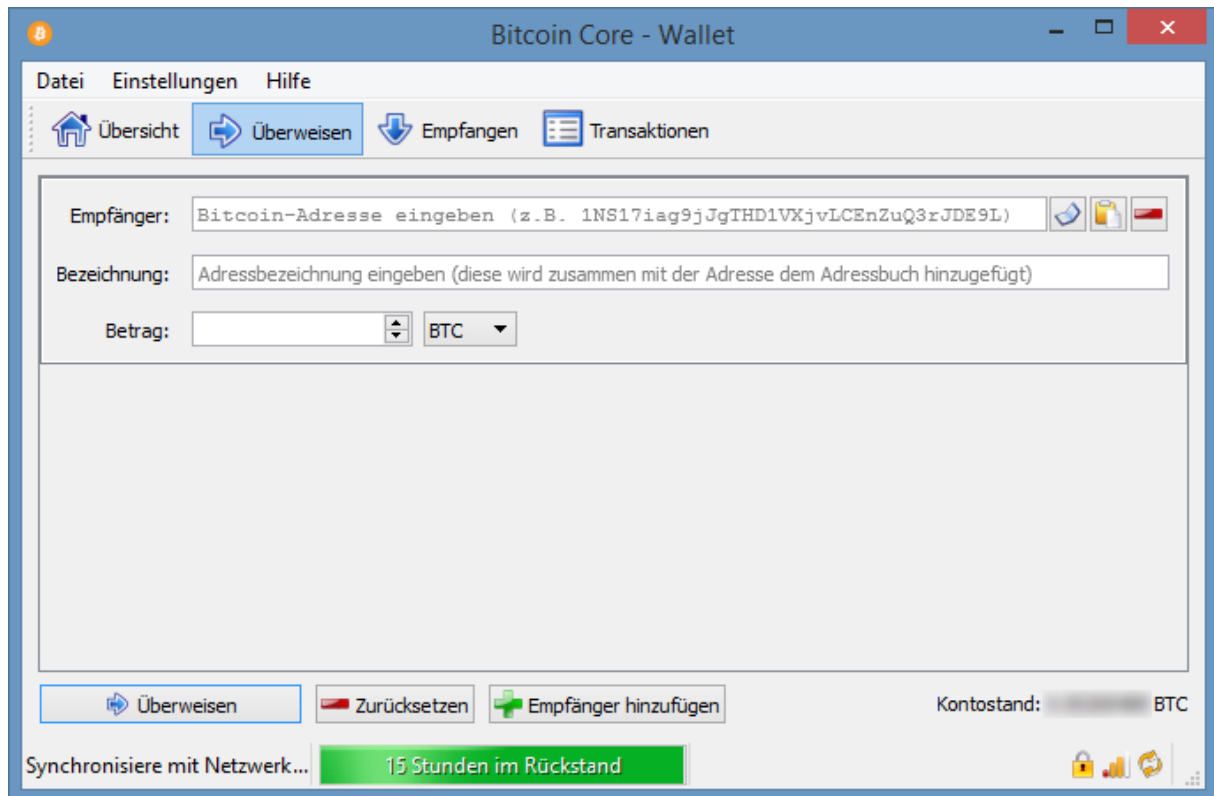 Bitcoin Core - Wallet
Datei Einstellungen Hilfe
Übersicht Überweisen Empfangen Transaktionen
Empfänger: Bitcoin-Adresse eingeben (z.B. 1NS17iag9jJgTHD1VXjvLCEnZuQ3rJDE9L)
Bezeichnung: Adressbezeichnung eingeben (diese wird zusammen mit der Adresse dem Adressbuch hinzugefügt)
Betrag: BTC
Überweisen Zurücksetzen Empfänger hinzufügen Kontostand: BTC
Synchronisiere mit Netzwerk... 15 Stunden im Rückstand